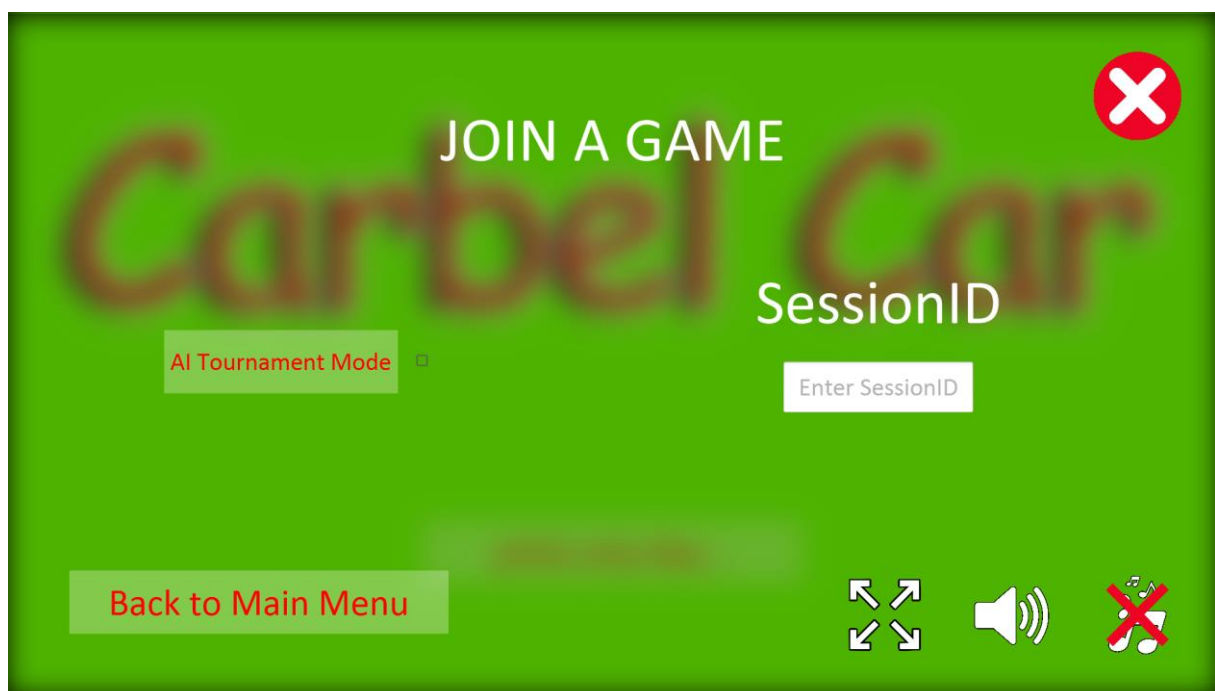 JOIN A GAME
Carbel Car
SessionID
AI Tournament Mode
Enter SessionID
Back to Main Menu